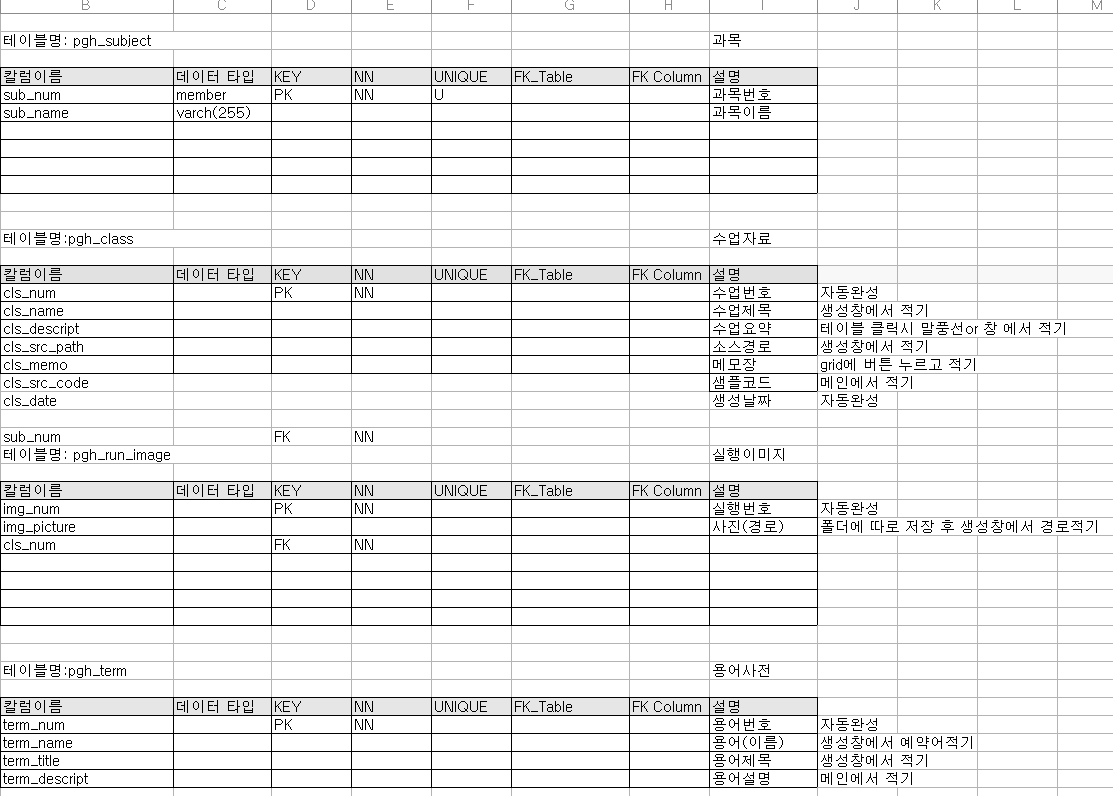 B C D E F G H I J K L M
테이블명: pgh_subject 과목
칼럼이름 데이터 타입 KEY NN UNIQUE FK_Table FK Column 설명
sub_num member PK NN U 과목번호
sub_name varch(255) 과목이름
테이블명:pgh_class 수업자료
칼럼이름 데이터 타입 KEY NN UNIQUE FK_Table FK Column 설명
cls_num PK NN 수업번호 자동완성
cls_name 수업제목 생성창에서 적기
cls_descript 수업요약 테이블 클릭시 말풍선or 창 에서 적기
cls_src_path 소스경로 생성창에서 적기
cls_memo 메모장 grid에 버튼 누르고 적기
cls_src_code 샘플코드 메인에서 적기
cls_date 생성날짜 자동완성
sub_num FK NN
테이블명: pgh_run_image 실행이미지
칼럼이름 데이터 타입 KEY NN UNIQUE FK_Table FK Column 설명
img_num PK NN 실행번호 자동완성
img_picture 사진(경로) 폴더에 따로 저장 후 생성창에서 경로적기
cls_num FK NN
테이블명:pgh_term 용어사전
칼럼이름 데이터 타입 KEY NN UNIQUE FK_Table FK Column 설명
term_num PK NN 용어번호 자동완성
term_name 용어(이름) 생성창에서 예약어적기
term_title 용어제목 생성창에서 적기
term_descript 용어설명 메인에서 적기